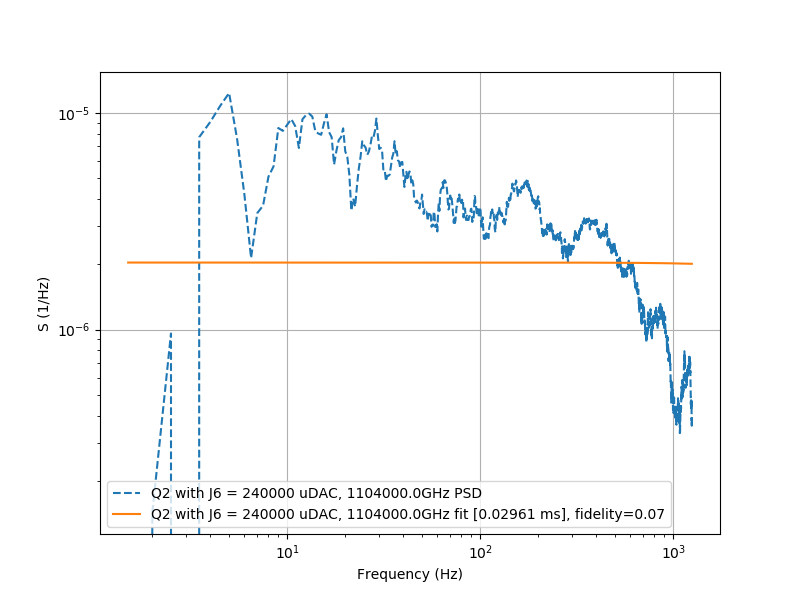 10⁻⁵
10⁻⁶
S (1/Hz)
Q2 with J6 = 240000 uDAC, 1104000.0GHz PSD
Q2 with J6 = 240000 uDAC, 1104000.0GHz fit [0.02961 ms], fidelity=0.07
10¹ 10² 10³
Frequency (Hz)